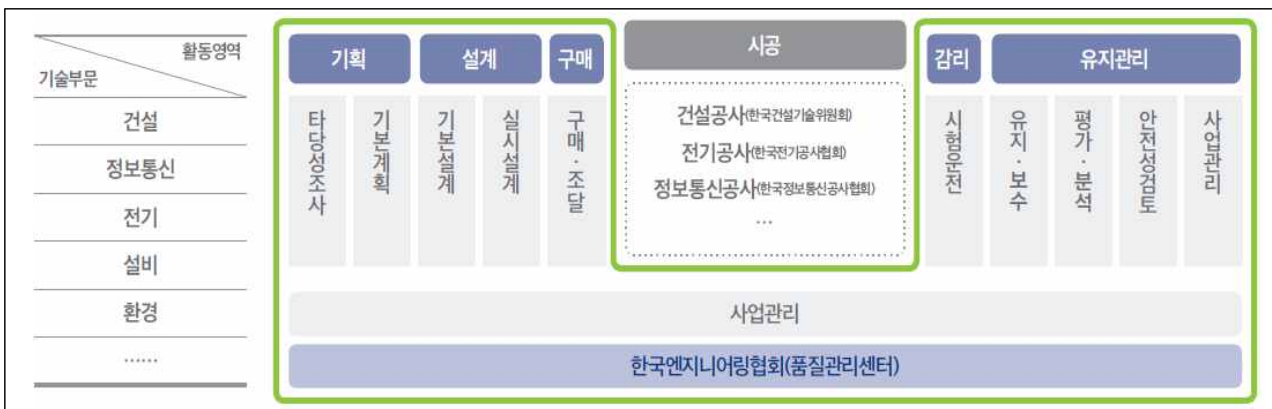 활동영역
기술부문
건설
정보통신
전기
설비
환경
……
기획
설계
구매
시공
감리
유지관리
타당성조사
기본계획
기본설계
실시설계
구매·조달
건설공사(한국건설기술위원회)
전기공사(한국전기공사협회)
정보통신공사(한국정보통신공사협회)
…
시험운전
유지·보수
평가·분석
안전성검토
사업관리
사업관리
한국엔지니어링협회(품질관리센터)